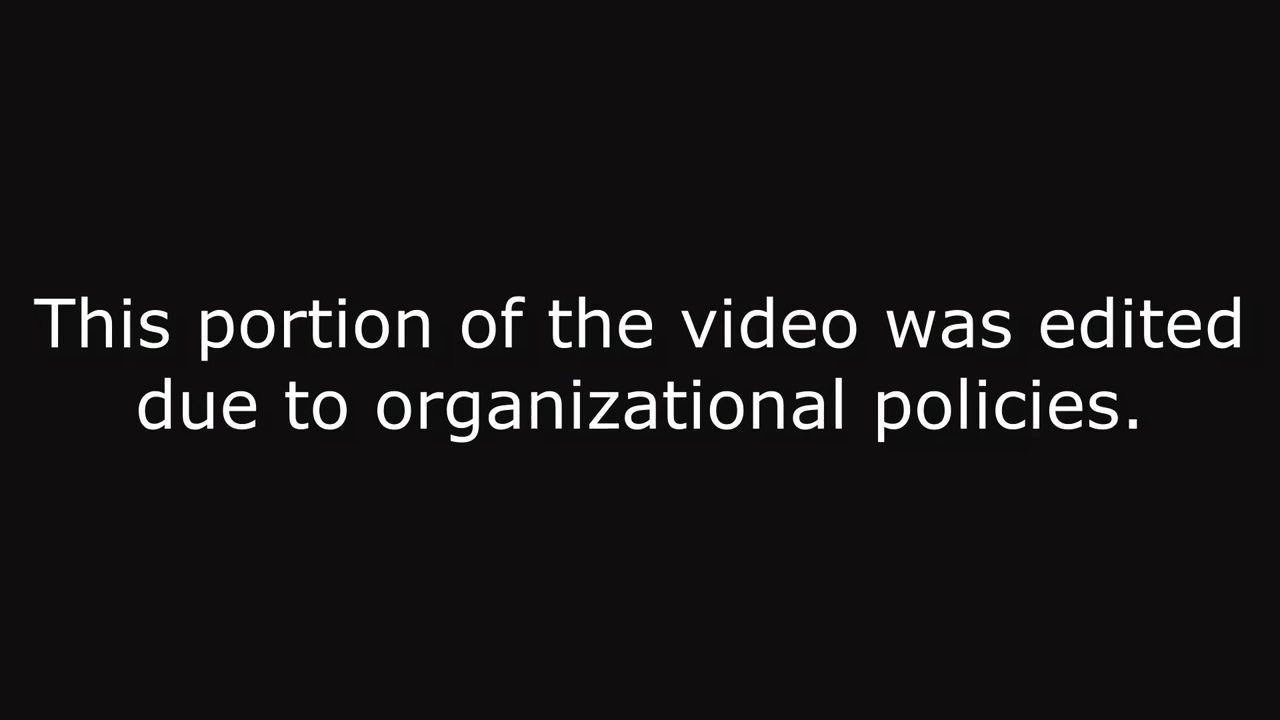 This portion of the video was edited
due to organizational policies.